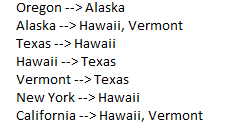 Oregon --> Alaska
Alaska --> Hawaii, Vermont
Texas --> Hawaii
Hawaii --> Texas
Vermont --> Texas
New York --> Hawaii
California --> Hawaii, Vermont